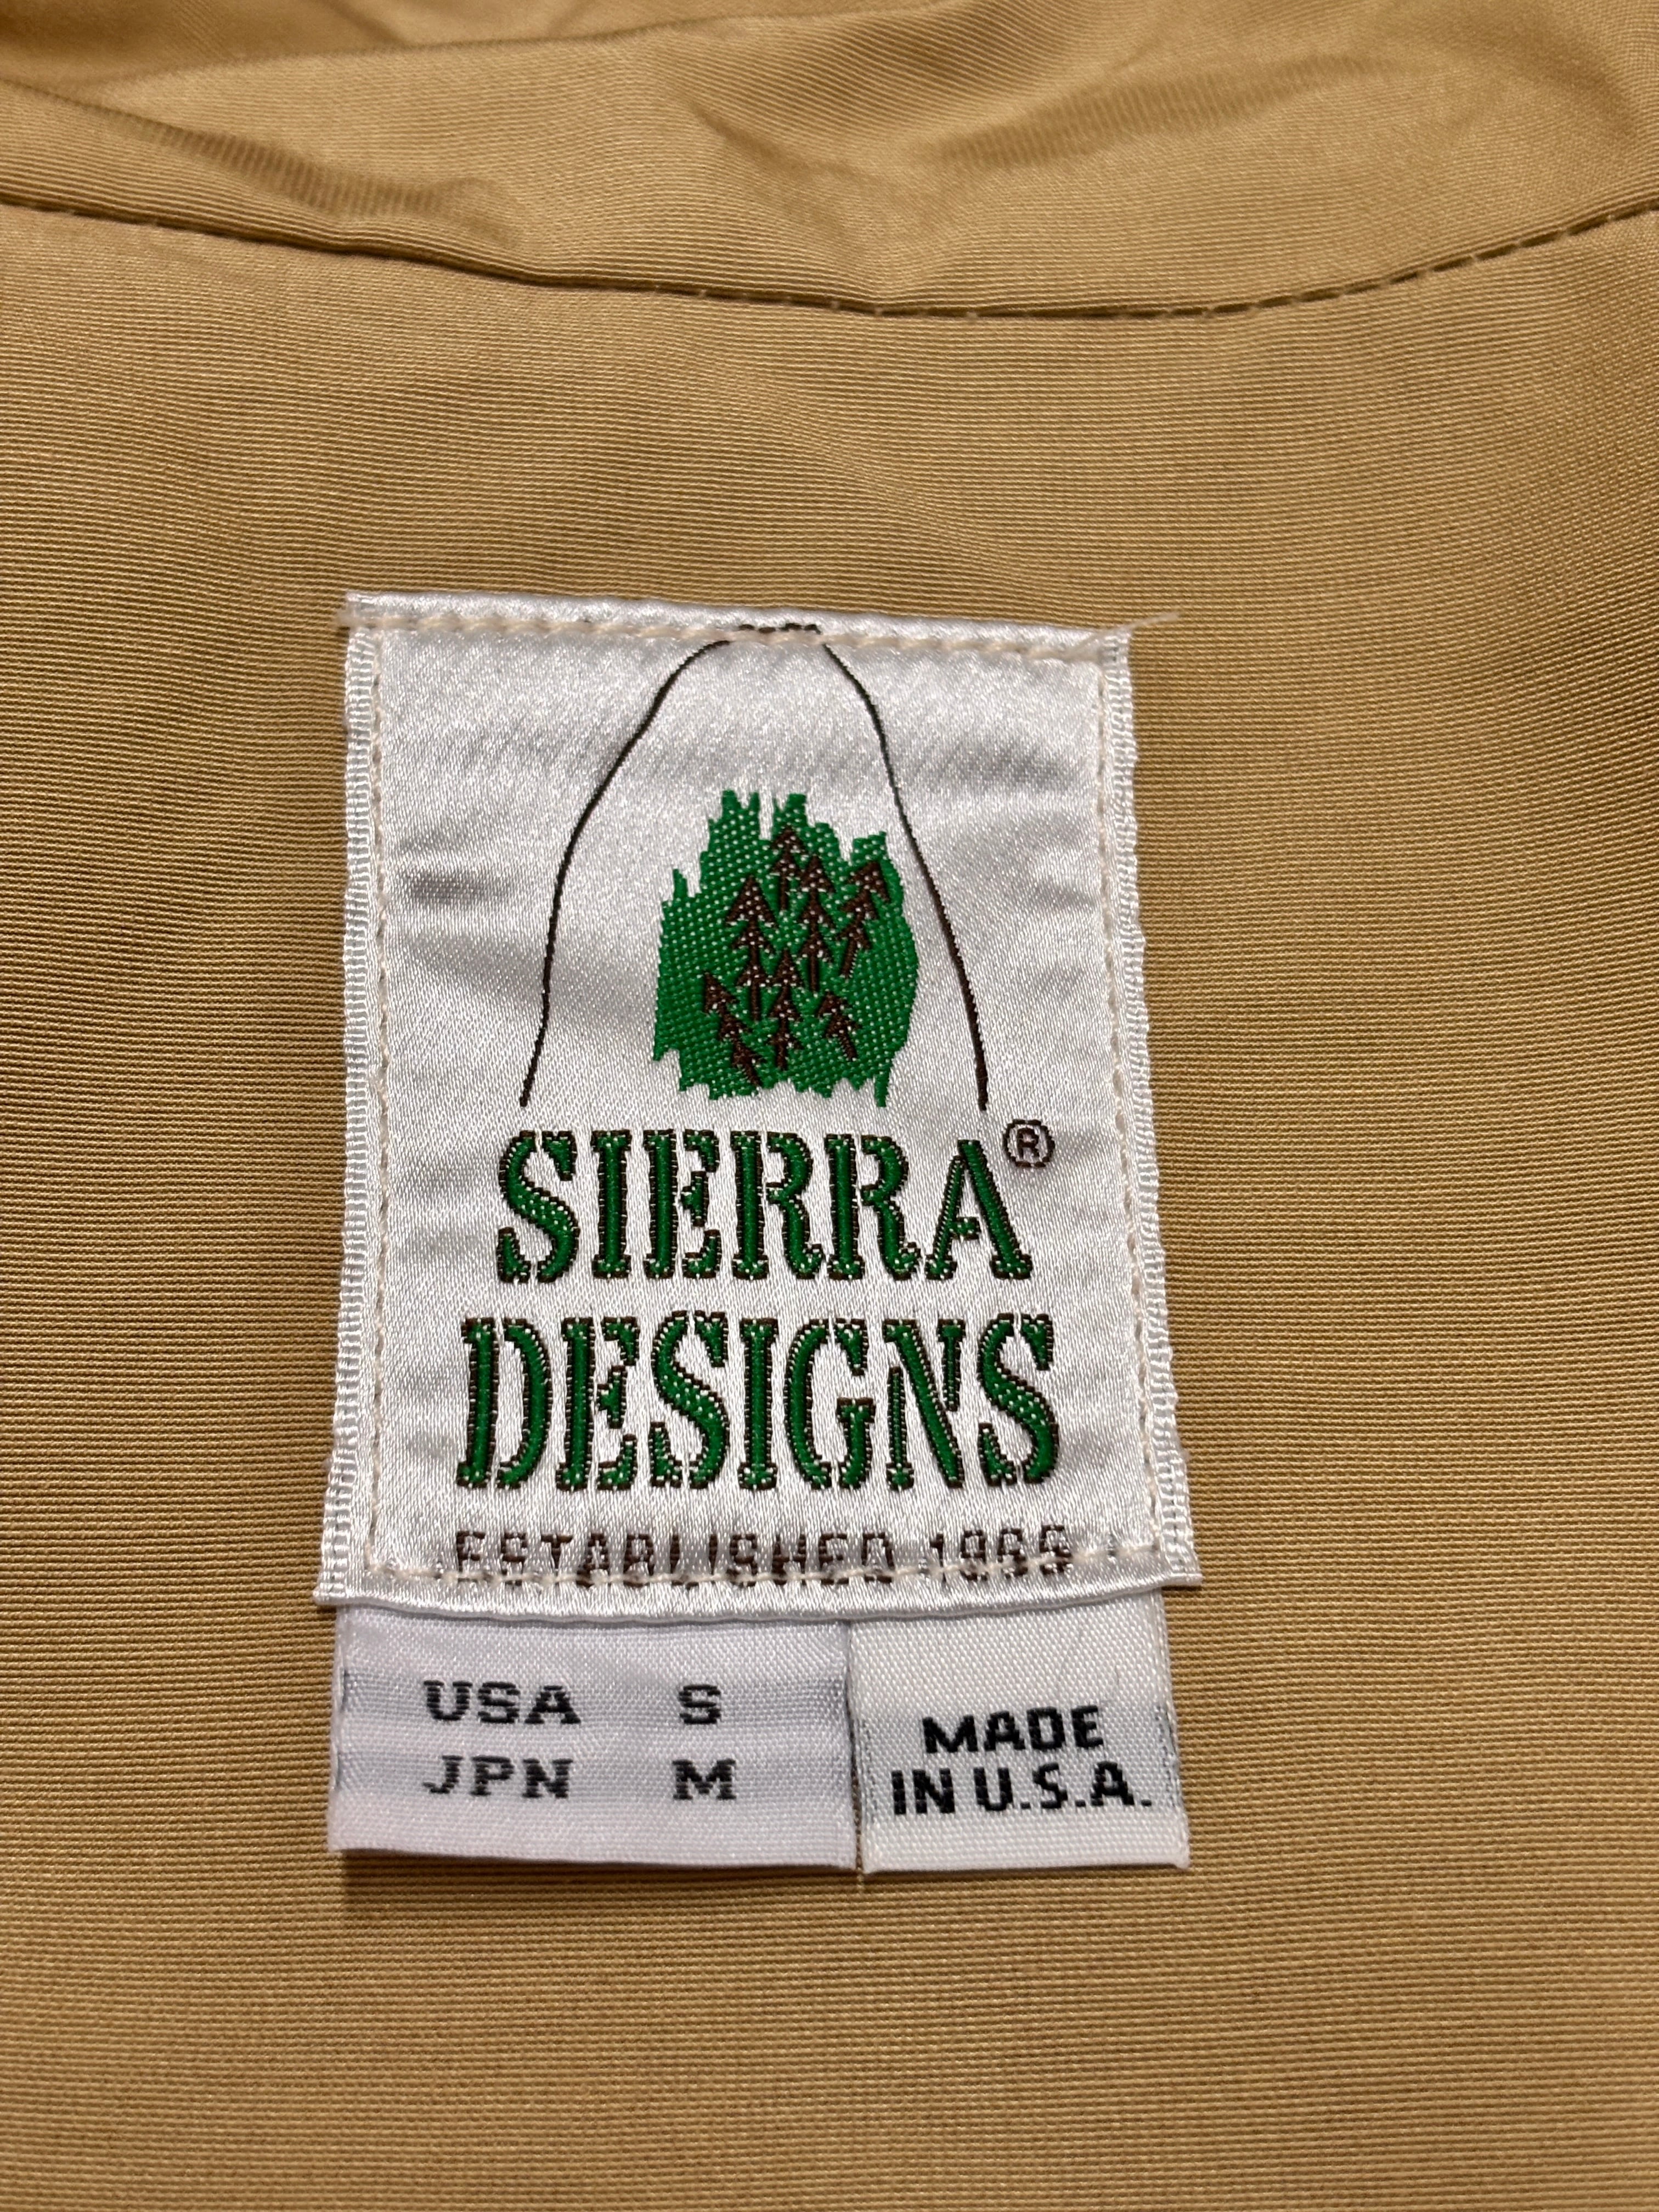 SIERRA®
DESIGNS
ESTABLISHED 1965
USA S
JPN M
MADE
IN U.S.A.